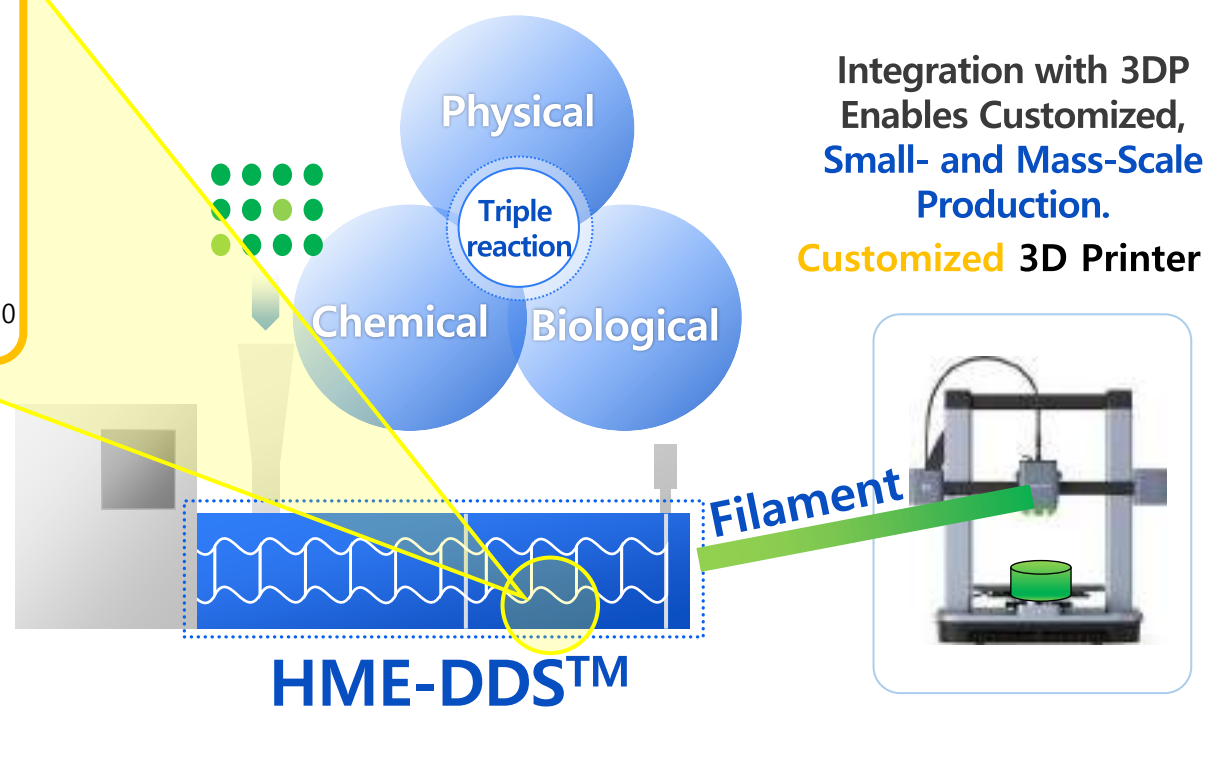 Physical
Triple
reaction
Chemical
Biological
Integration with 3DP
Enables Customized,
Small- and Mass-Scale
Production.
Customized 3D Printer
0
Filament
HME-DDS™